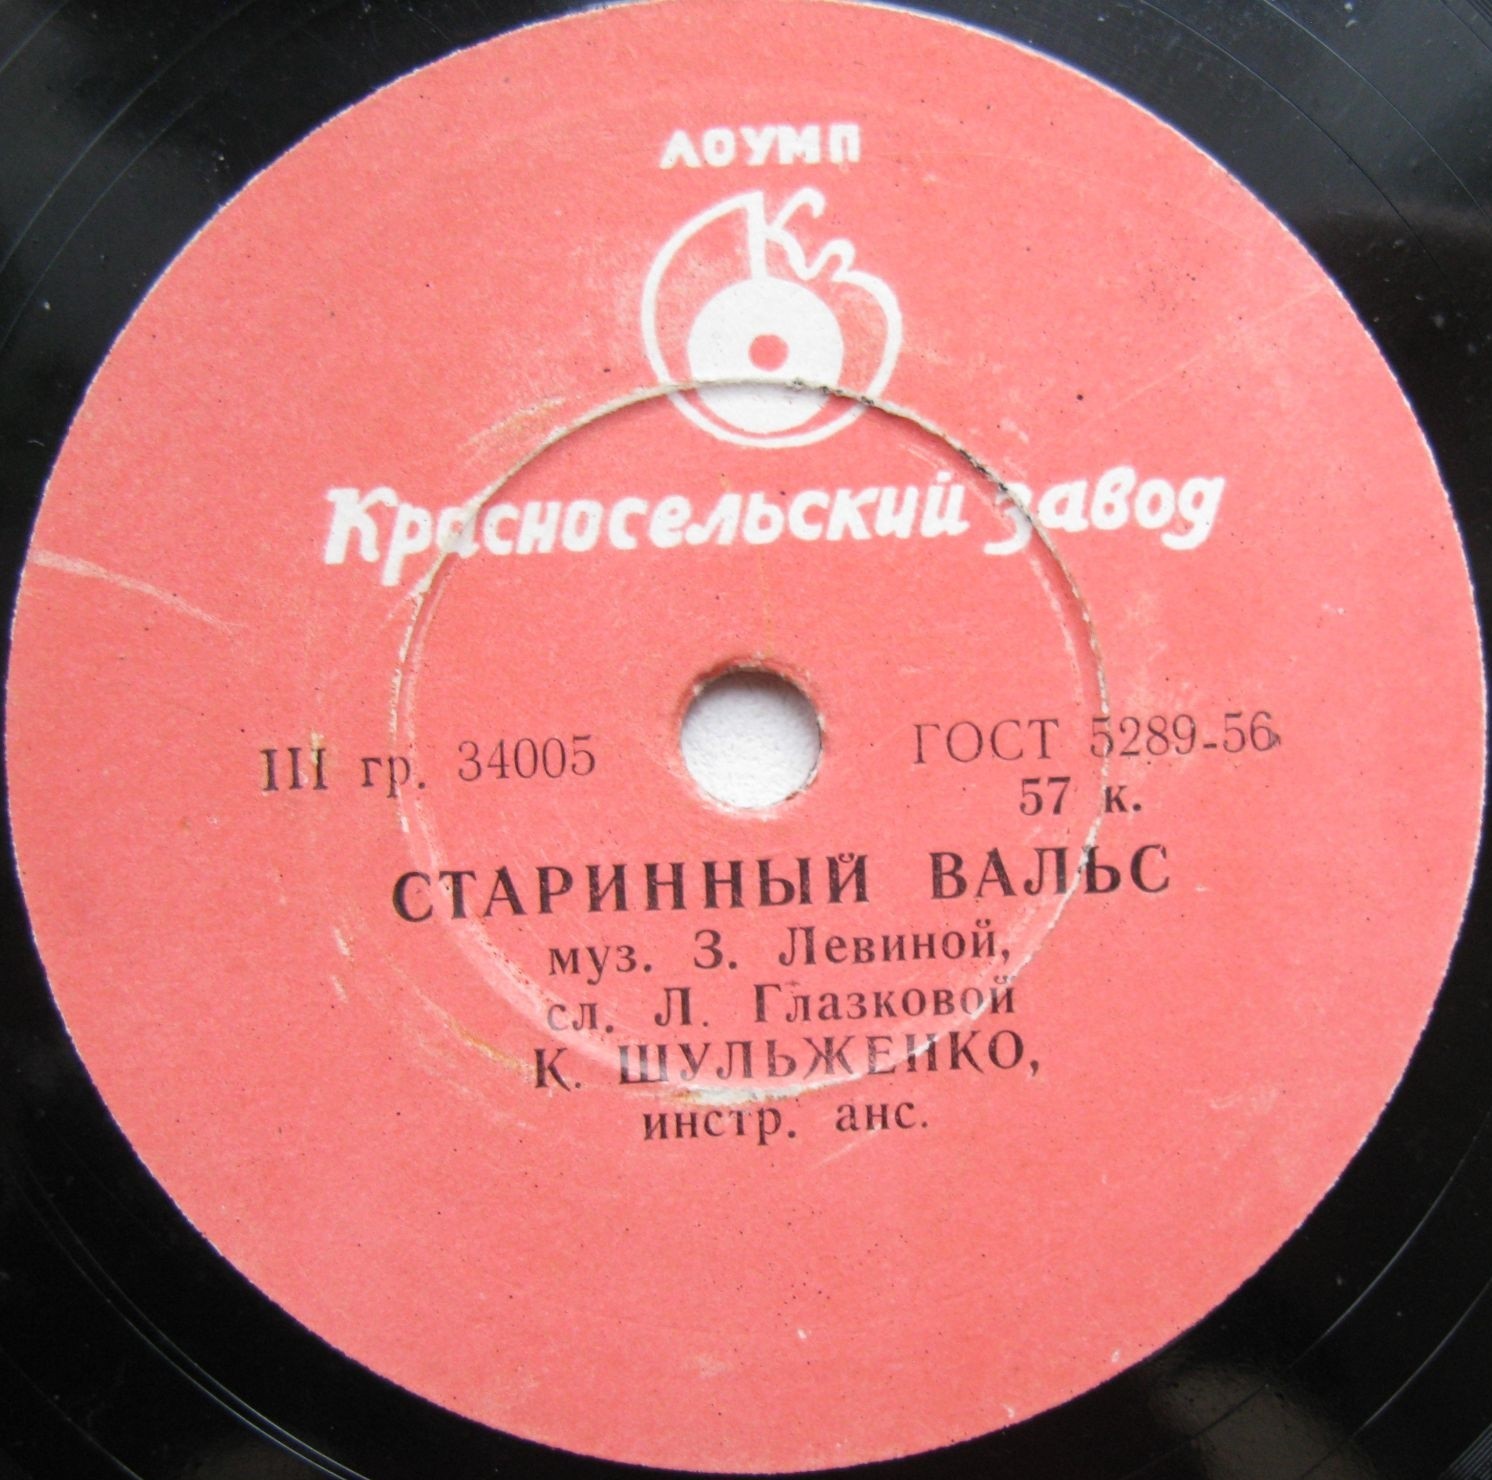 ЛОУМП
Кз
Красносельский завод
III гр. 34005
ГОСТ 5289-56
57 к.
СТАРИННЫЙ ВАЛЬС
муз. З. Левиной,
сл. Л. Глазковой
К. ШУЛЬЖЕНКО,
инстр. анс.